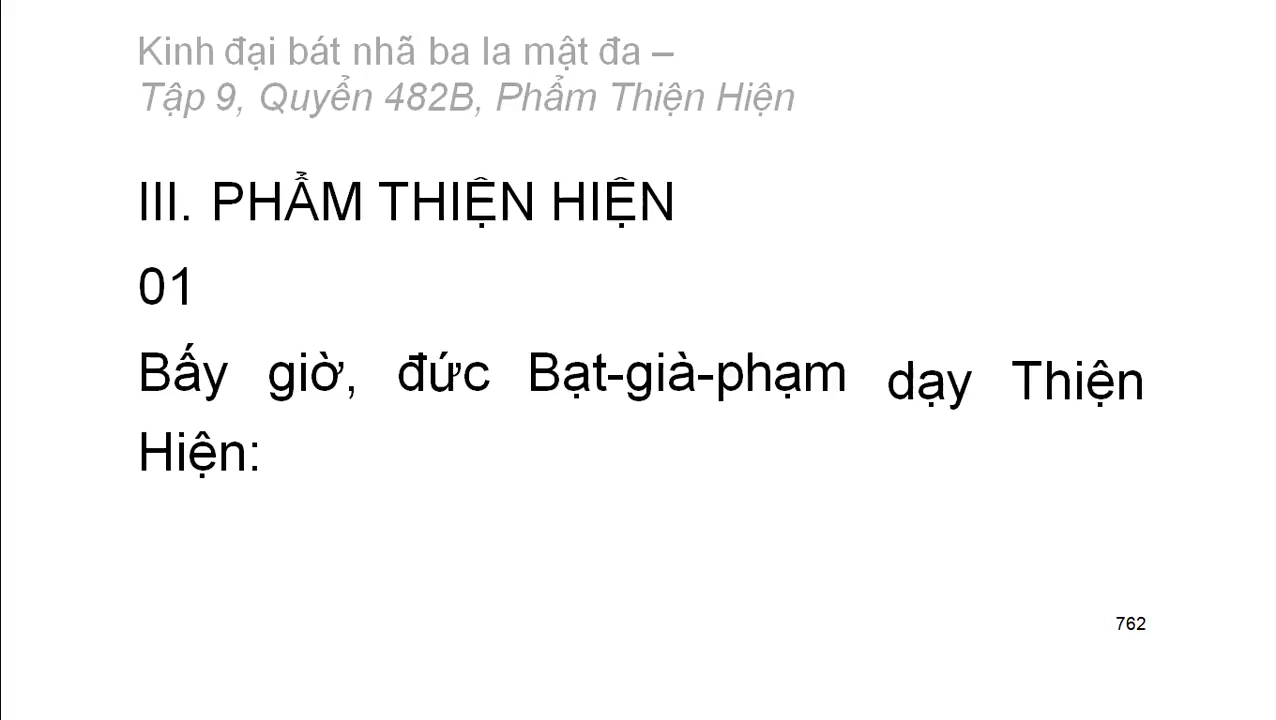 Kinh đại bát nhã ba la mật đa –
Tập 9, Quyển 482B, Phẩm Thiện Hiện
III. PHẨM THIỆN HIỆN
01
Bấy giờ, đức Bạt-già-phạm dạy Thiện
Hiện:
762